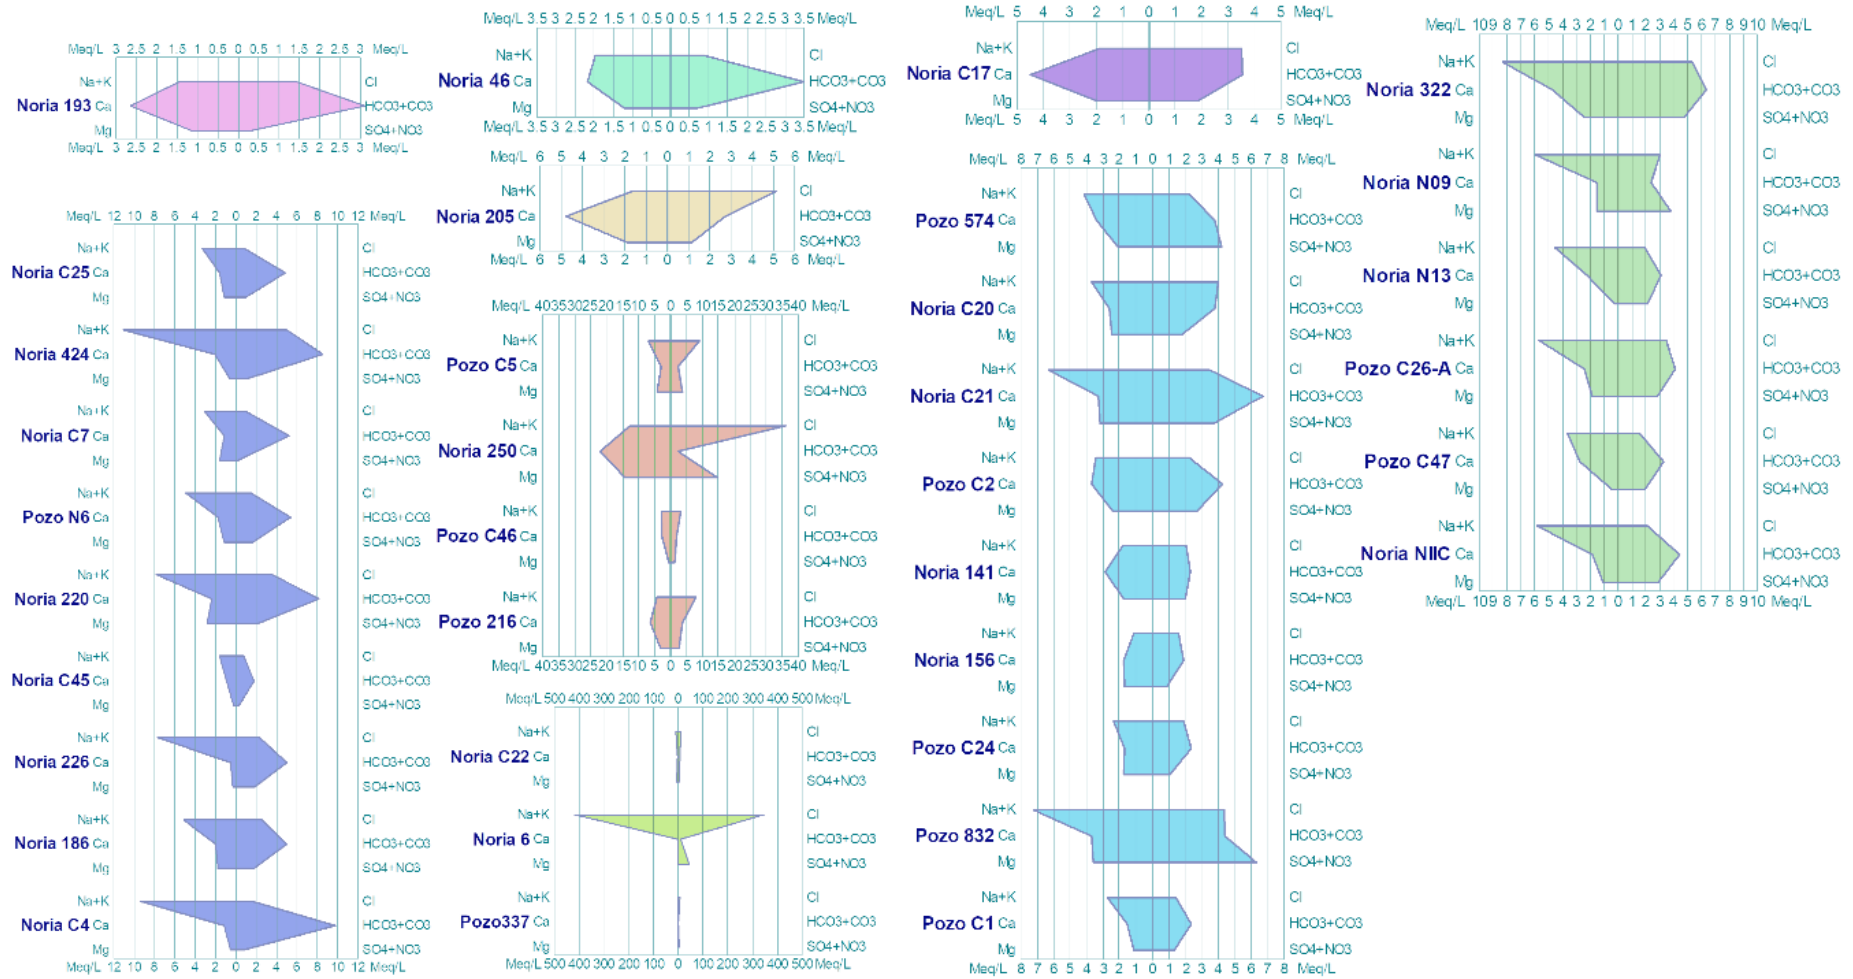 Meq/L 3 2.5 2 1.5 1 0.5 0 0.5 1 1.5 2 2.5 3 Meq/L
Na+K Cl
Noria 193 Ca HCO3+CO3
Mg SO4+NO3
Meq/L 3 2.5 2 1.5 1 0.5 0 0.5 1 1.5 2 2.5 3 Meq/L
Meq/L 12 10 8 6 4 2 0 2 4 6 8 10 12 Meq/L
Na+K Cl
Noria C25 Ca HCO3+CO3
Mg SO4+NO3
Na+K Cl
Noria 424 Ca HCO3+CO3
Mg SO4+NO3
Na+K Cl
Noria C7 Ca HCO3+CO3
Mg SO4+NO3
Na+K Cl
Pozo N6 Ca HCO3+CO3
Mg SO4+NO3
Na+K Cl
Noria 220 Ca HCO3+CO3
Mg SO4+NO3
Na+K Cl
Noria C45 Ca HCO3+CO3
Mg SO4+NO3
Na+K Cl
Noria 226 Ca HCO3+CO3
Mg SO4+NO3
Na+K Cl
Noria 186 Ca HCO3+CO3
Mg SO4+NO3
Na+K Cl
Noria C4 Ca HCO3+CO3
Mg SO4+NO3
Meq/L 12 10 8 6 4 2 0 2 4 6 8 10 12 Meq/L
Meq/L 3.5 3 2.5 2 1.5 1 0.5 0 0.5 1 1.5 2 2.5 3 3.5 Meq/L
Na+K Cl
Noria 46 Ca HCO3+CO3
Mg SO4+NO3
Meq/L 3.5 3 2.5 2 1.5 1 0.5 0 0.5 1 1.5 2 2.5 3 3.5 Meq/L
Meq/L 6 5 4 3 2 1 0 1 2 3 4 5 6 Meq/L
Na+K Cl
Noria 205 Ca HCO3+CO3
Mg SO4+NO3
Meq/L 6 5 4 3 2 1 0 1 2 3 4 5 6 Meq/L
Meq/L 40353025201510 5 0 5 10152025303540 Meq/L
Na+K Cl
Pozo C5 Ca HCO3+CO3
Mg SO4+NO3
Na+K Cl
Noria 250 Ca HCO3+CO3
Mg SO4+NO3
Na+K Cl
Pozo C46 Ca HCO3+CO3
Mg SO4+NO3
Na+K Cl
Pozo 216 Ca HCO3+CO3
Mg SO4+NO3
Meq/L 40353025201510 5 0 5 10152025303540 Meq/L
Meq/L 500 400 300 200 100 0 100 200 300 400 500 Meq/L
Na+K Cl
Noria C22 Ca HCO3+CO3
Mg SO4+NO3
Na+K Cl
Noria 6 Ca HCO3+CO3
Mg SO4+NO3
Na+K Cl
Pozo337 Ca HCO3+CO3
Mg SO4+NO3
Meq/L 500 400 300 200 100 0 100 200 300 400 500 Meq/L
Meq/L 5 4 3 2 1 0 1 2 3 4 5 Meq/L
Na+K Cl
Noria C17 Ca HCO3+CO3
Mg SO4+NO3
Meq/L 5 4 3 2 1 0 1 2 3 4 5 Meq/L
Meq/L 8 7 6 5 4 3 2 1 0 1 2 3 4 5 6 7 8 Meq/L
Na+K Cl
Pozo 574 Ca HCO3+CO3
Mg SO4+NO3
Na+K Cl
Noria C20 Ca HCO3+CO3
Mg SO4+NO3
Na+K Cl
Noria C21 Ca HCO3+CO3
Mg SO4+NO3
Na+K Cl
Pozo C2 Ca HCO3+CO3
Mg SO4+NO3
Na+K Cl
Noria 141 Ca HCO3+CO3
Mg SO4+NO3
Na+K Cl
Noria 156 Ca HCO3+CO3
Mg SO4+NO3
Na+K Cl
Pozo C24 Ca HCO3+CO3
Mg SO4+NO3
Na+K Cl
Pozo 832 Ca HCO3+CO3
Mg SO4+NO3
Na+K Cl
Pozo C1 Ca HCO3+CO3
Mg SO4+NO3
Meq/L 8 7 6 5 4 3 2 1 0 1 2 3 4 5 6 7 8 Meq/L
Meq/L 109 8 7 6 5 4 3 2 1 0 1 2 3 4 5 6 7 8 9 10 Meq/L
Na+K Cl
Noria 322 Ca HCO3+CO3
Mg SO4+NO3
Na+K Cl
Noria N09 Ca HCO3+CO3
Mg SO4+NO3
Na+K Cl
Noria N13 Ca HCO3+CO3
Mg SO4+NO3
Na+K Cl
Pozo C26-A Ca HCO3+CO3
Mg SO4+NO3
Na+K Cl
Pozo C47 Ca HCO3+CO3
Mg SO4+NO3
Na+K Cl
Noria NIIC Ca HCO3+CO3
Mg SO4+NO3
Meq/L 109 8 7 6 5 4 3 2 1 0 1 2 3 4 5 6 7 8 9 10 Meq/L